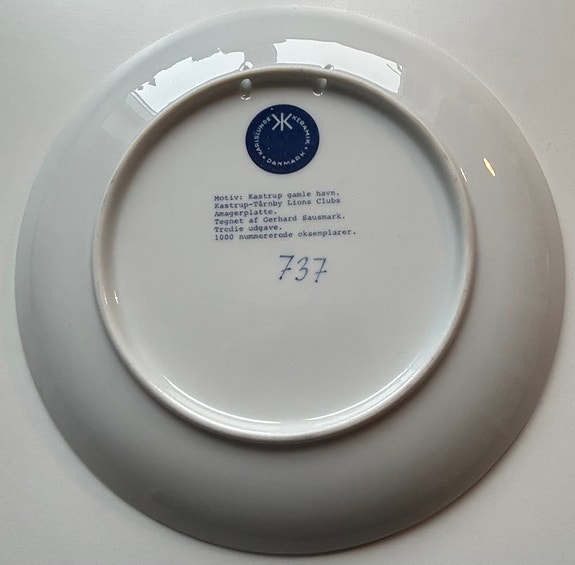 KARLSLUNDE KERAMIK
• DANMARK •
Motiv: Kastrup gamle havn.
Kastrup-Tårnby Lions Clubs
Amagerplatte.
Tegnet af Gerhard Sausmark.
Tredie udgave.
1000 nummererede eksemplarer.
737